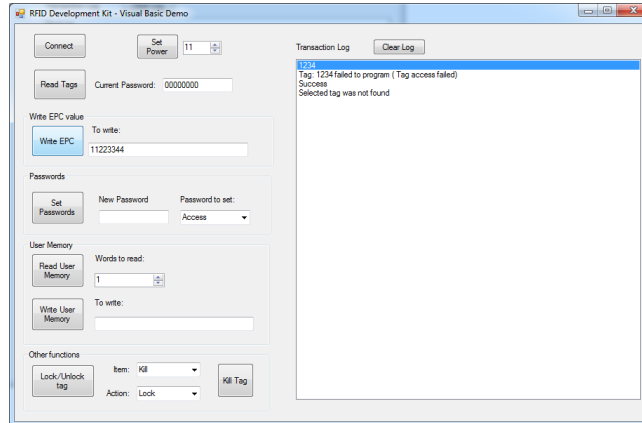 RFID Development Kit - Visual Basic Demo
Connect
Set Power
11
Transaction Log
Clear Log
Read Tags
Current Password:
00000000
1234
Tag: 1234 failed to program ( Tag access failed)
Success
Selected tag was not found
Write EPC value
Write EPC
To write:
11223344
Passwords
Set Passwords
New Password
Password to set:
Access
User Memory
Read User Memory
Words to read:
1
Write User Memory
To write:
Other functions
Lock/Unlock tag
Item:
Kill
Action:
Lock
Kill Tag